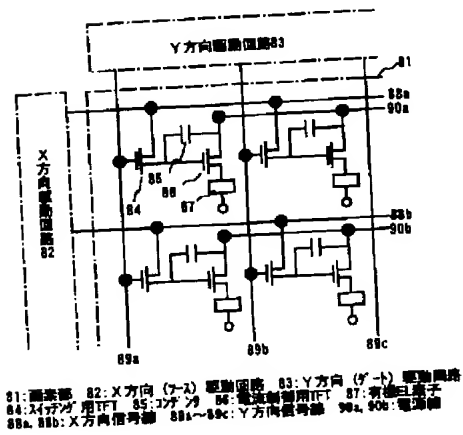 Y方向駆動回路83
81
88a
90a
X方向駆動回路82
85
86
84
87
88b
90b
89a
89b
89c
81:画素部 82:X方向(ソース)駆動回路 83:Y方向(ゲート)駆動回路
84:スイッチング用TFT 85:コンデンサ 86:電流制御用TFT 87:有機EL素子
88a, 88b:X方向信号線 89a~89c:Y方向信号線 90a, 90b:電源線